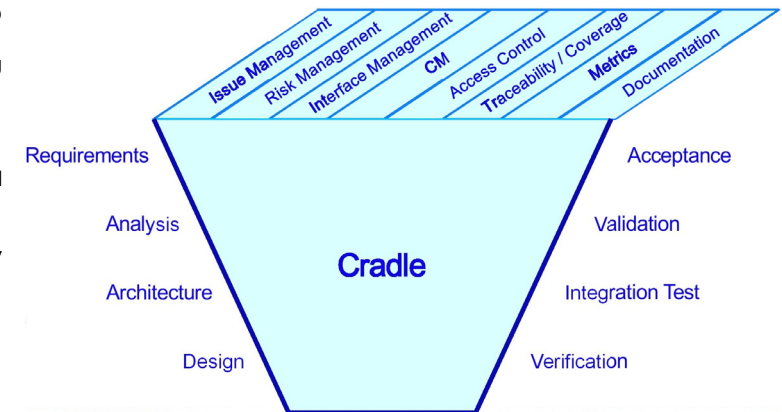 Issue Management
Risk Management
Interface Management
CM
Access Control
Traceability / Coverage
Metrics
Documentation
Requirements
Acceptance
Analysis
Validation
Cradle
Architecture
Integration Test
Design
Verification